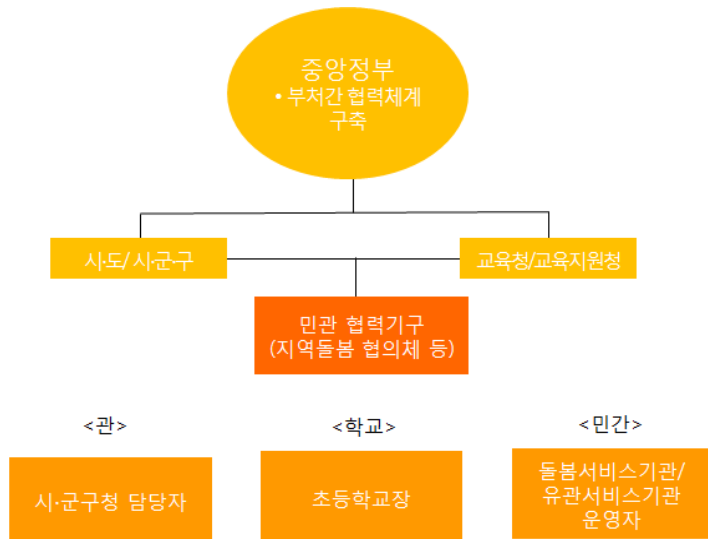 중앙정부
• 부처간 협력체계
구축
시·도/ 시·군·구
교육청/교육지원청
민관 협력기구
(지역돌봄 협의체 등)
<관>
<학교>
<민간>
시·군구청 담당자
초등학교장
돌봄서비스기관/
유관서비스기관
운영자